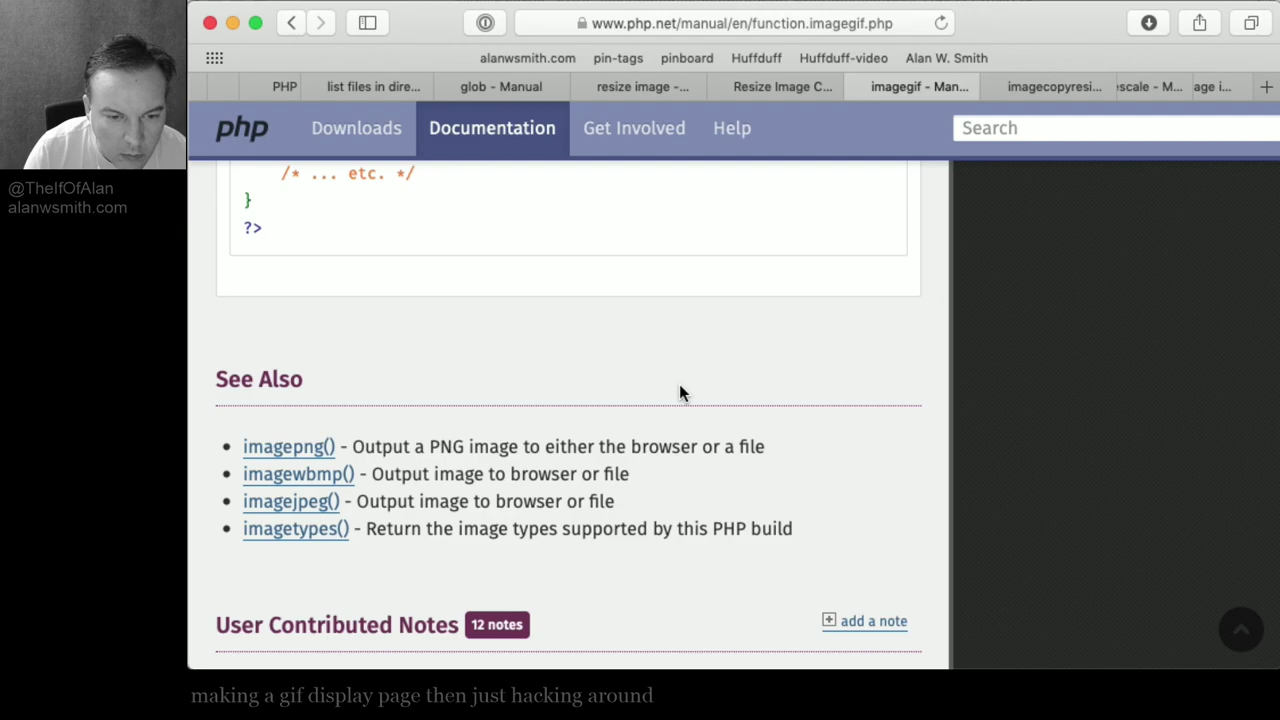 @TheIfOfAlan
alanwsmith.com
www.php.net/manual/en/function.imagegif.php
alanwsmith.com pin-tags pinboard Huffduff Huffduff-video Alan W. Smith
PHP list files in dire... glob - Manual resize image -... Resize Image C... imagegif - Man... imagecopyresi... scale - M... age i...
php Downloads Documentation Get Involved Help Search
/* ... etc. */
}
?>
See Also
imagepng() - Output a PNG image to either the browser or a file
imagewbmp() - Output image to browser or file
imagejpeg() - Output image to browser or file
imagetypes() - Return the image types supported by this PHP build
User Contributed Notes 12 notes add a note
making a gif display page then just hacking around